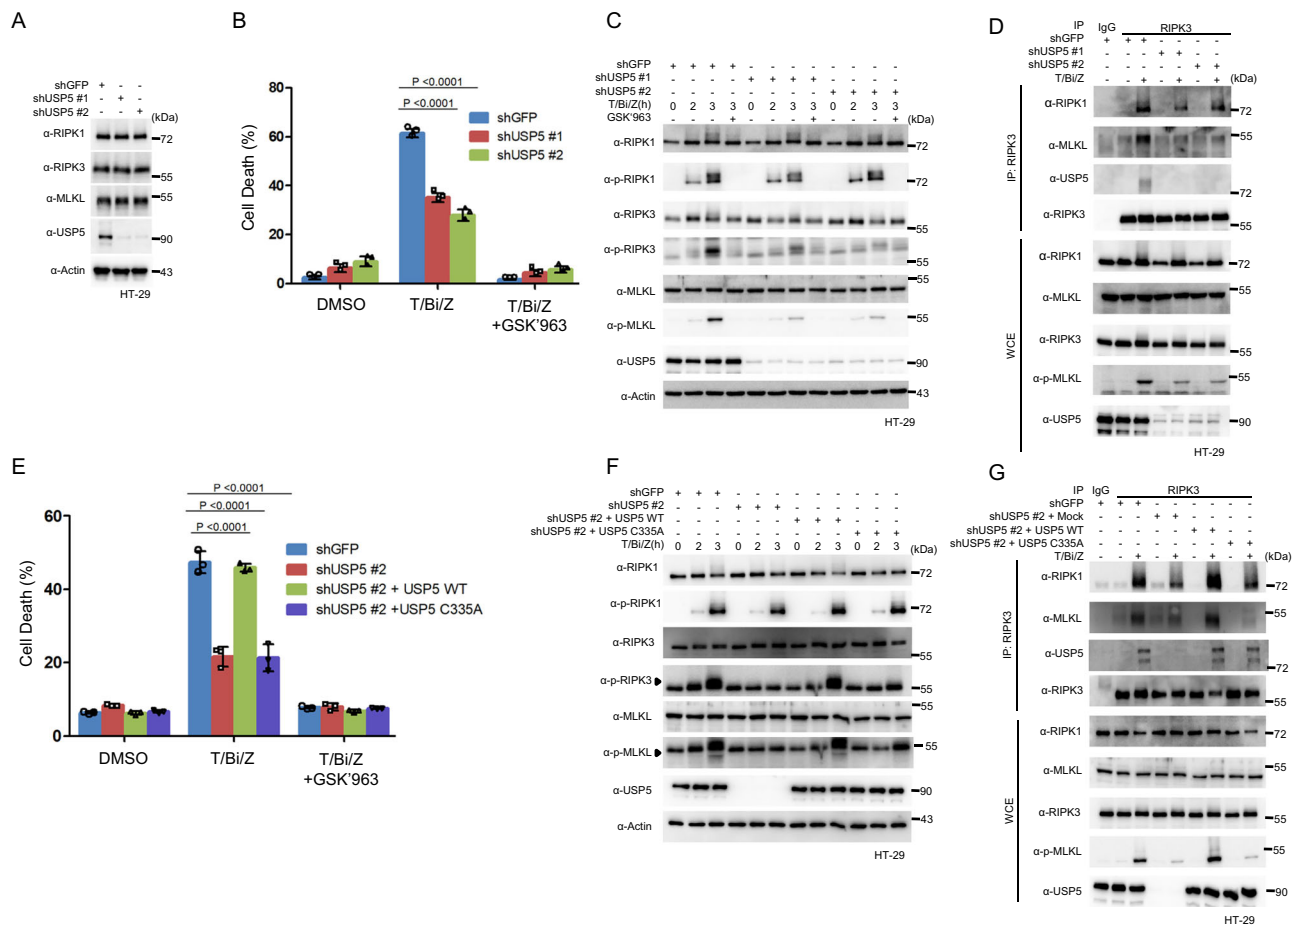 A
shGFP + - -
shUSP5 #1 - + -
shUSP5 #2 - - +
(kDa)
α-RIPK1 72
α-RIPK3 55
α-MLKL 55
α-USP5 90
α-Actin 43
HT-29
B
Cell Death (%)
80
60
40
20
0
P <0.0001
P <0.0001
shGFP
shUSP5 #1
shUSP5 #2
DMSO
T/Bi/Z
T/Bi/Z
+GSK'963
C
shGFP + + + + - - - - - - - -
shUSP5 #1 - - - - + + + + - - - -
shUSP5 #2 - - - - - - - - + + + +
T/Bi/Z(h) 0 2 3 3 0 2 3 3 0 2 3 3
GSK'963 + + + (kDa)
α-RIPK1 72
α-p-RIPK1 72
α-RIPK3 55
α-p-RIPK3 55
α-MLKL 55
α-p-MLKL 55
α-USP5 90
α-Actin 43
HT-29
D
IP IgG RIPK3
shGFP + + + - - - -
shUSP5 #1 - - - + + - -
shUSP5 #2 - - - - - + +
T/Bi/Z + + + (kDa)
IP: RIPK3
α-RIPK1 72
α-MLKL 55
α-USP5 72
α-RIPK3 55
WCE
α-RIPK1 72
α-MLKL 55
α-RIPK3 55
α-p-MLKL 55
α-USP5 90
HT-29
E
Cell Death (%)
60
40
20
0
P <0.0001
P <0.0001
P <0.0001
shGFP
shUSP5 #2
shUSP5 #2 + USP5 WT
shUSP5 #2 +USP5 C335A
DMSO
T/Bi/Z
T/Bi/Z
+GSK'963
F
shGFP + + + - - - - - - - - -
shUSP5 #2 - - - + + + - - - - - -
shUSP5 #2 + USP5 WT - - - - - - + + + - - -
shUSP5 #2 + USP5 C335A - - - - - - - - - + + +
T/Bi/Z(h) 0 2 3 0 2 3 0 2 3 0 2 3 (kDa)
α-RIPK1 72
α-p-RIPK1 72
α-RIPK3 55
α-p-RIPK3 55
α-MLKL 55
α-p-MLKL 55
α-USP5 90
α-Actin 43
HT-29
G
IP IgG RIPK3
shGFP + + + - - - - - -
shUSP5 #2 + Mock - - - + + - - - -
shUSP5 #2 + USP5 WT - - - - - + + - -
shUSP5 #2 + USP5 C335A - - - - - - - + +
T/Bi/Z + + + + (kDa)
IP: RIPK3
α-RIPK1 72
α-MLKL 55
α-USP5 72
α-RIPK3 55
WCE
α-RIPK1 72
α-MLKL 55
α-RIPK3 55
α-p-MLKL 55
α-USP5 90
HT-29